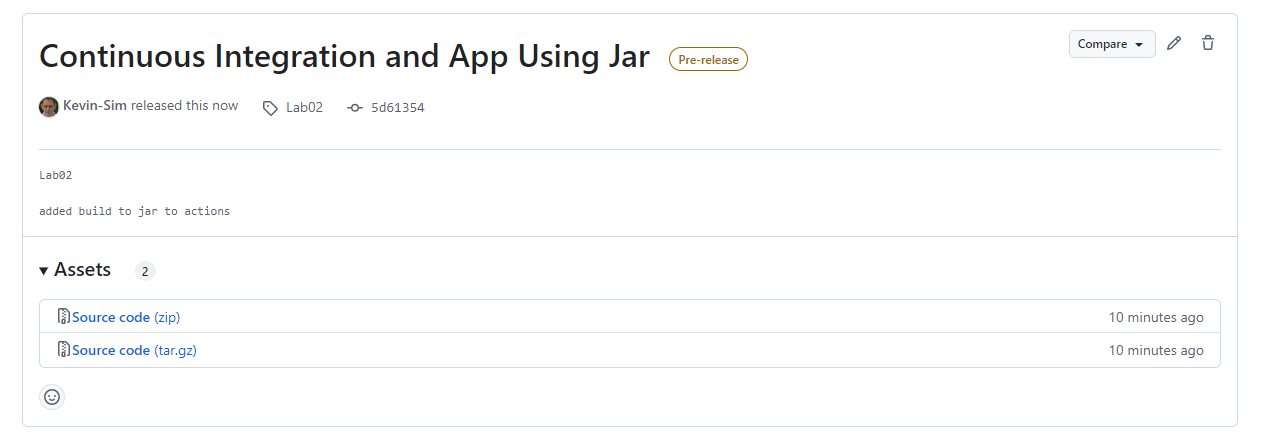 Continuous Integration and App Using Jar Pre-release Compare
Kevin-Sim released this now Lab02 5d61354
Lab02
added build to jar to actions
Assets 2
Source code (zip) 10 minutes ago
Source code (tar.gz) 10 minutes ago